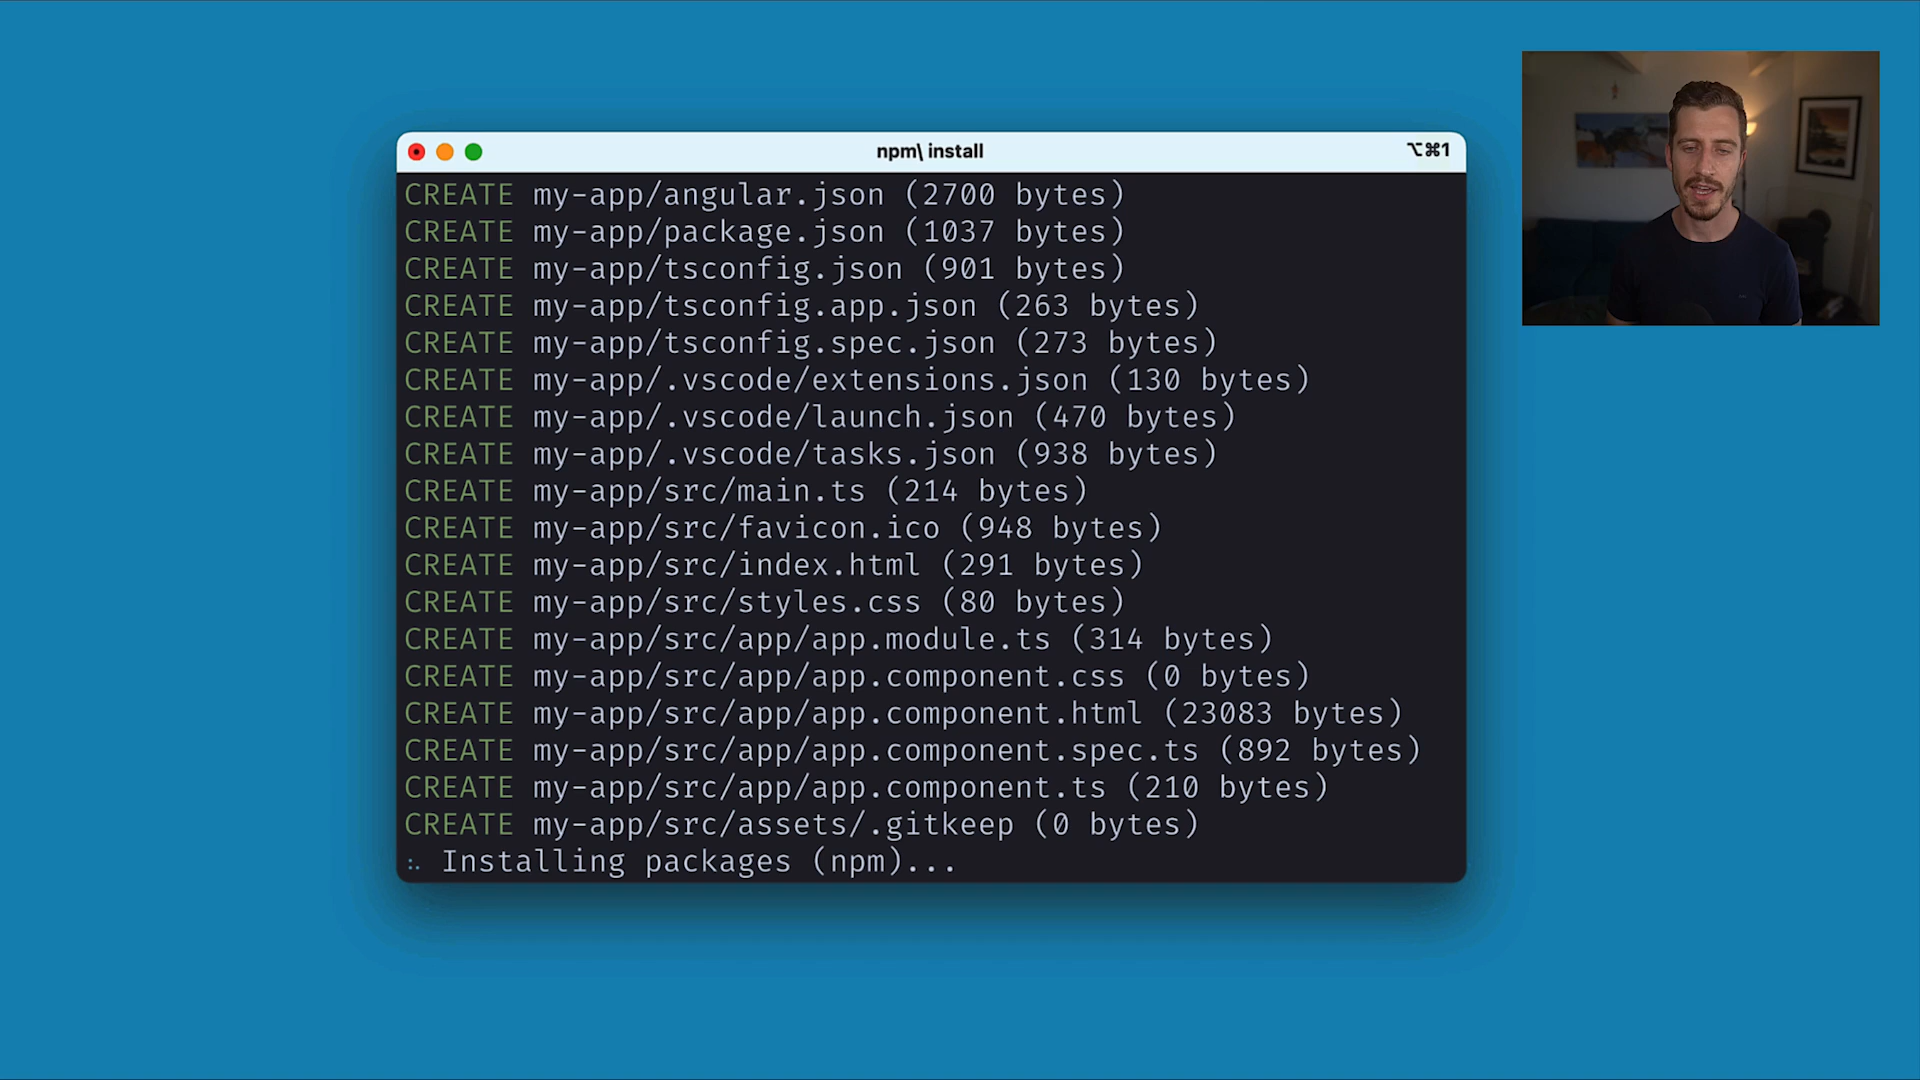 npm\ install
⌥⌘1
CREATE my-app/angular.json (2700 bytes)
CREATE my-app/package.json (1037 bytes)
CREATE my-app/tsconfig.json (901 bytes)
CREATE my-app/tsconfig.app.json (263 bytes)
CREATE my-app/tsconfig.spec.json (273 bytes)
CREATE my-app/.vscode/extensions.json (130 bytes)
CREATE my-app/.vscode/launch.json (470 bytes)
CREATE my-app/.vscode/tasks.json (938 bytes)
CREATE my-app/src/main.ts (214 bytes)
CREATE my-app/src/favicon.ico (948 bytes)
CREATE my-app/src/index.html (291 bytes)
CREATE my-app/src/styles.css (80 bytes)
CREATE my-app/src/app/app.module.ts (314 bytes)
CREATE my-app/src/app/app.component.css (0 bytes)
CREATE my-app/src/app/app.component.html (23083 bytes)
CREATE my-app/src/app/app.component.spec.ts (892 bytes)
CREATE my-app/src/app/app.component.ts (210 bytes)
CREATE my-app/src/assets/.gitkeep (0 bytes)
Installing packages (npm)...